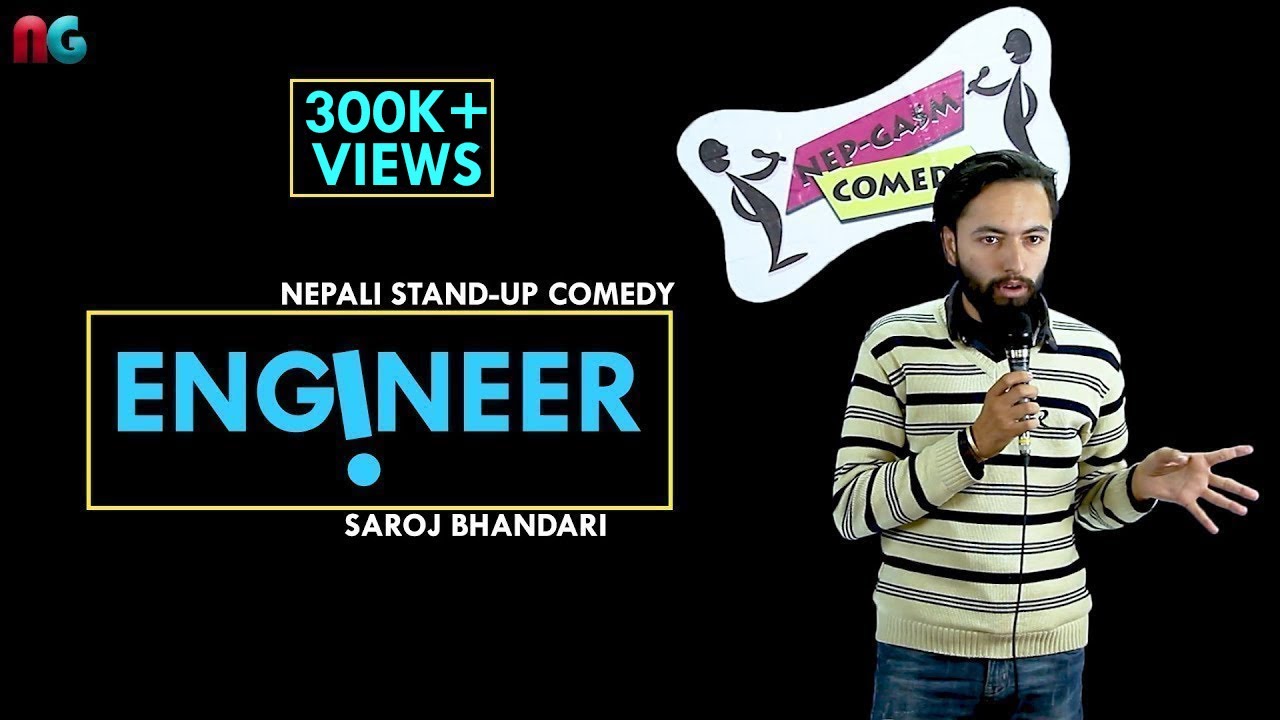 NG
300K+
VIEWS
NEP-GASM
COMEDY
NEPALI STAND-UP COMEDY
ENG!NEER
SAROJ BHANDARI